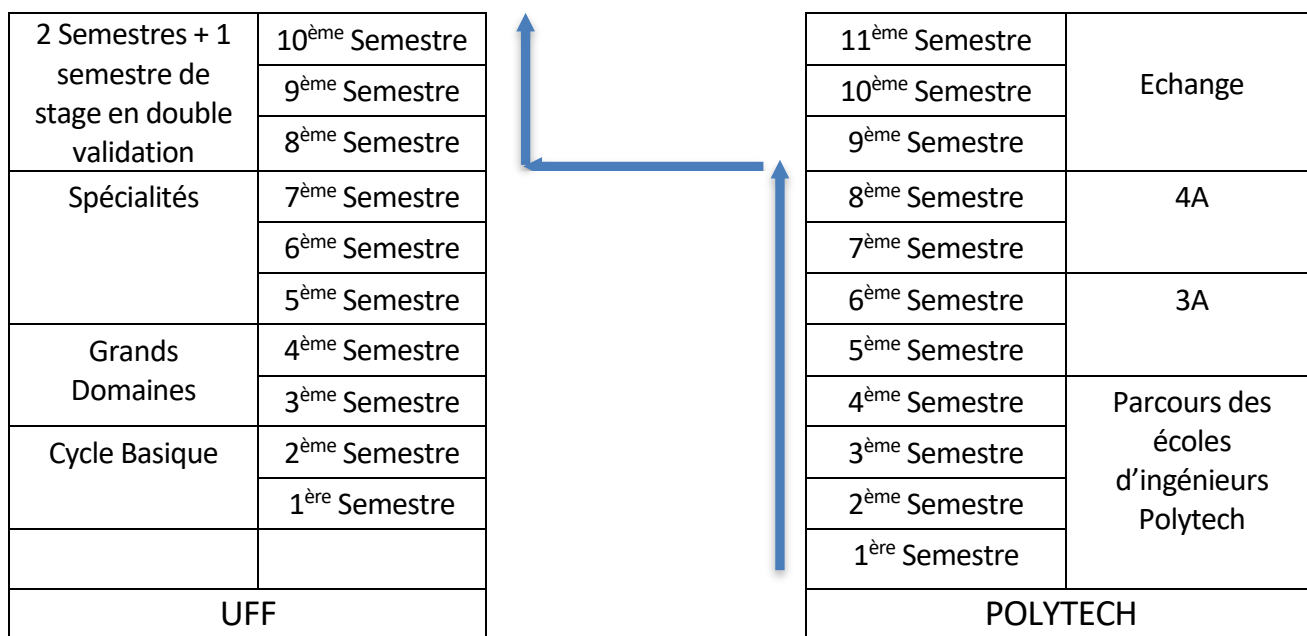 2 Semestres + 1
semestre de
stage en double
validation
10ème Semestre
9ème Semestre
8ème Semestre
Spécialités
7ème Semestre
6ème Semestre
5ème Semestre
Grands
Domaines
4ème Semestre
3ème Semestre
Cycle Basique
2ème Semestre
1ère Semestre
UFF
11ème Semestre
10ème Semestre
9ème Semestre
Echange
8ème Semestre
7ème Semestre
4A
6ème Semestre
5ème Semestre
3A
4ème Semestre
3ème Semestre
2ème Semestre
1ère Semestre
Parcours des
écoles
d’ingénieurs
Polytech
POLYTECH